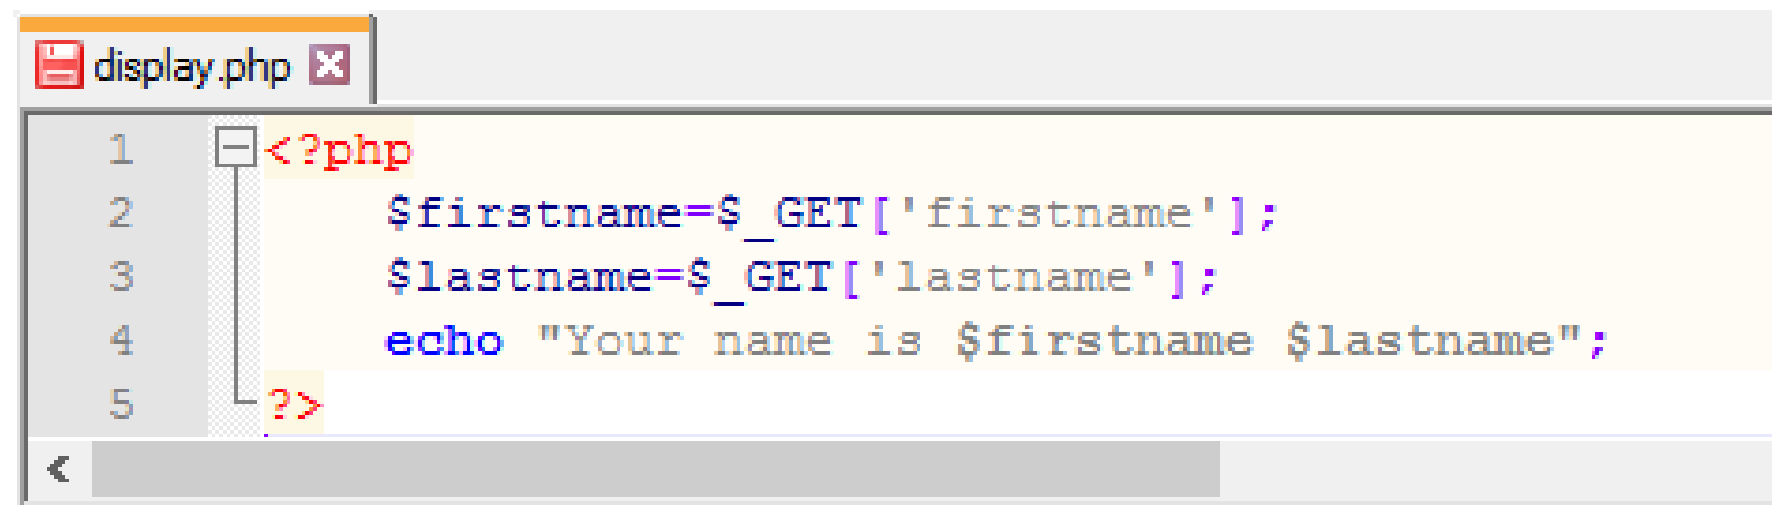 display.php
1 <?php
2 $firstname=$_GET['firstname'];
3 $lastname=$_GET['lastname'];
4 echo "Your name is $firstname $lastname";
5 ?>